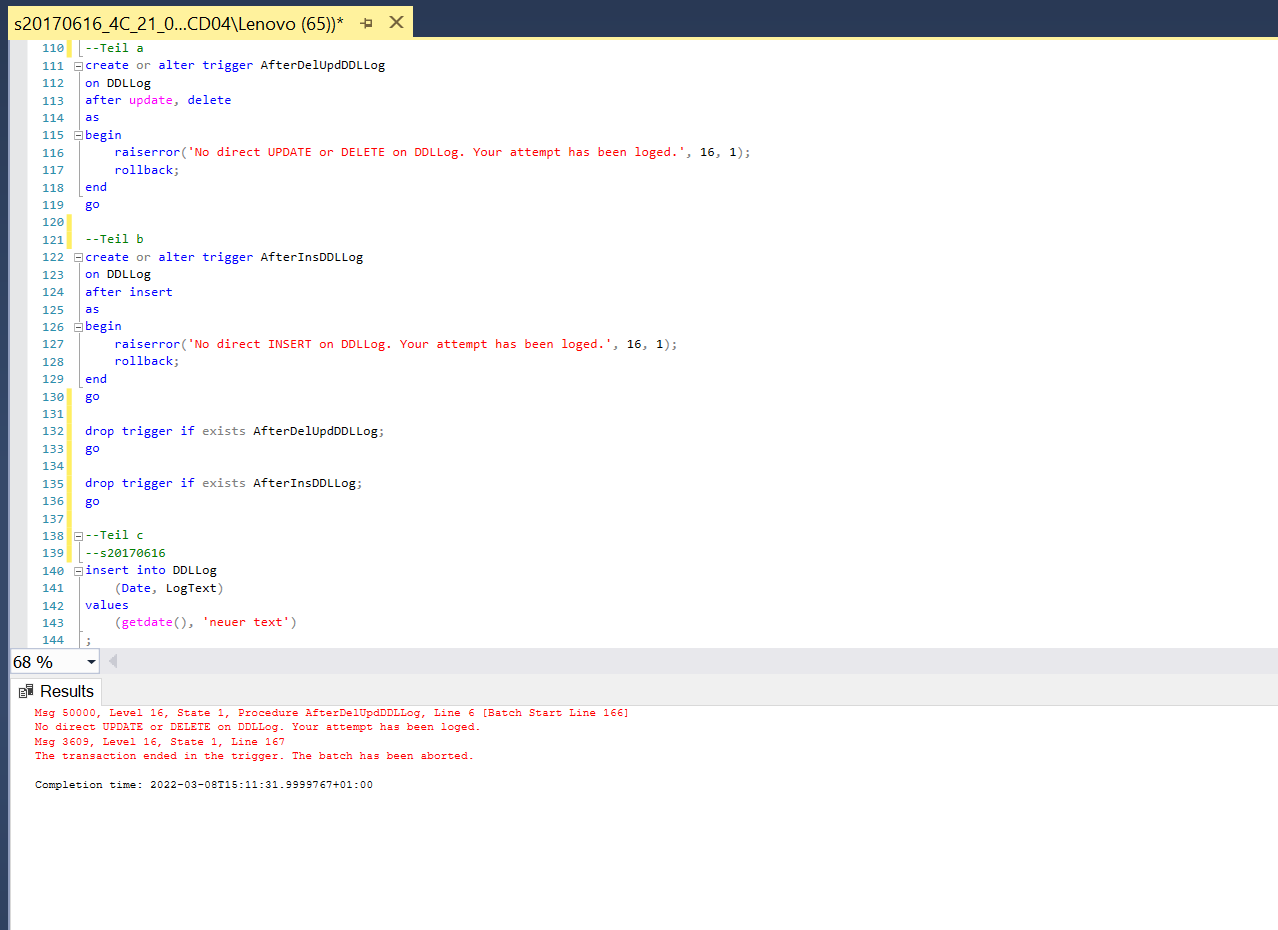 s20170616_4C_21_0...CD04\Lenovo (65))*
110 --Teil a
111 create or alter trigger AfterDelUpdDDLLog
112 on DDLLog
113 after update, delete
114 as
115 begin
116 raiserror('No direct UPDATE or DELETE on DDLLog. Your attempt has been loged.', 16, 1);
117 rollback;
118 end
119 go
120
121 --Teil b
122 create or alter trigger AfterInsDDLLog
123 on DDLLog
124 after insert
125 as
126 begin
127 raiserror('No direct INSERT on DDLLog. Your attempt has been loged.', 16, 1);
128 rollback;
129 end
130 go
131
132 drop trigger if exists AfterDelUpdDDLLog;
133 go
134
135 drop trigger if exists AfterInsDDLLog;
136 go
137
138 --Teil c
139 --s20170616
140 insert into DDLLog
141 (Date, LogText)
142 values
143 (getdate(), 'neuer text')
144 ;
68 %
Results
Msg 50000, Level 16, State 1, Procedure AfterDelUpdDDLLog, Line 6 [Batch Start Line 166]
No direct UPDATE or DELETE on DDLLog. Your attempt has been loged.
Msg 3609, Level 16, State 1, Line 167
The transaction ended in the trigger. The batch has been aborted.
Completion time: 2022-03-08T15:11:31.9999767+01:00